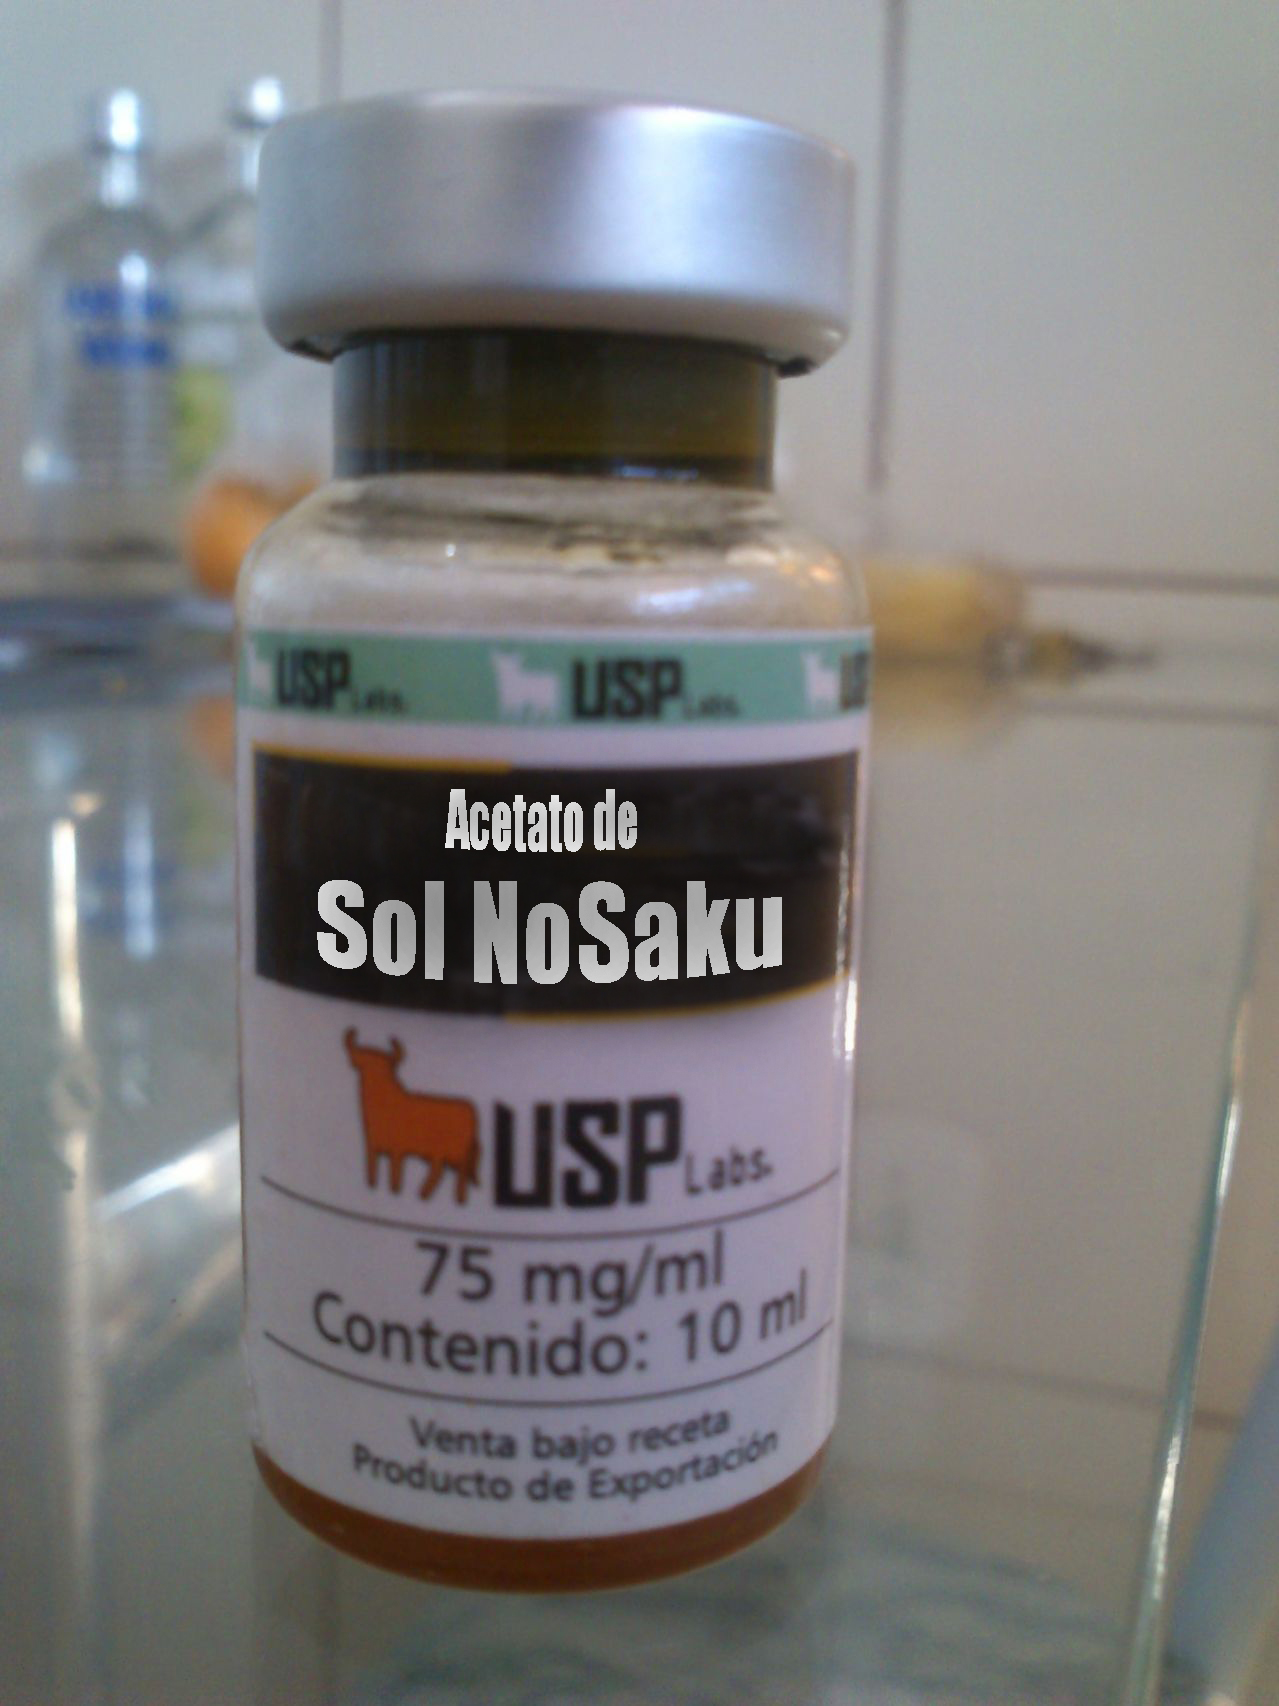 USP Labs. USP Labs. US
Acetato de
Sol NoSaku
USP Labs.
75 mg/ml
Contenido: 10 ml
Venta bajo receta
Producto de Exportación